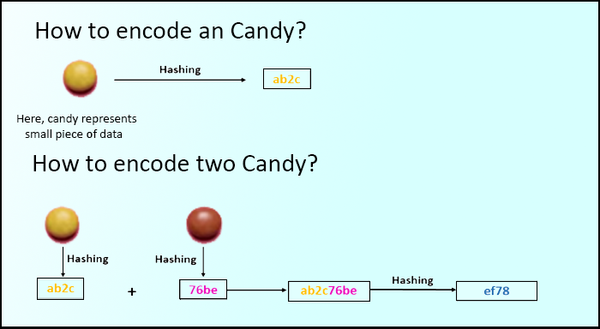 How to encode an Candy?
Hashing
ab2c
Here, candy represents
small piece of data
How to encode two Candy?
Hashing
Hashing
ab2c + 76be
ab2c76be
Hashing
ef78